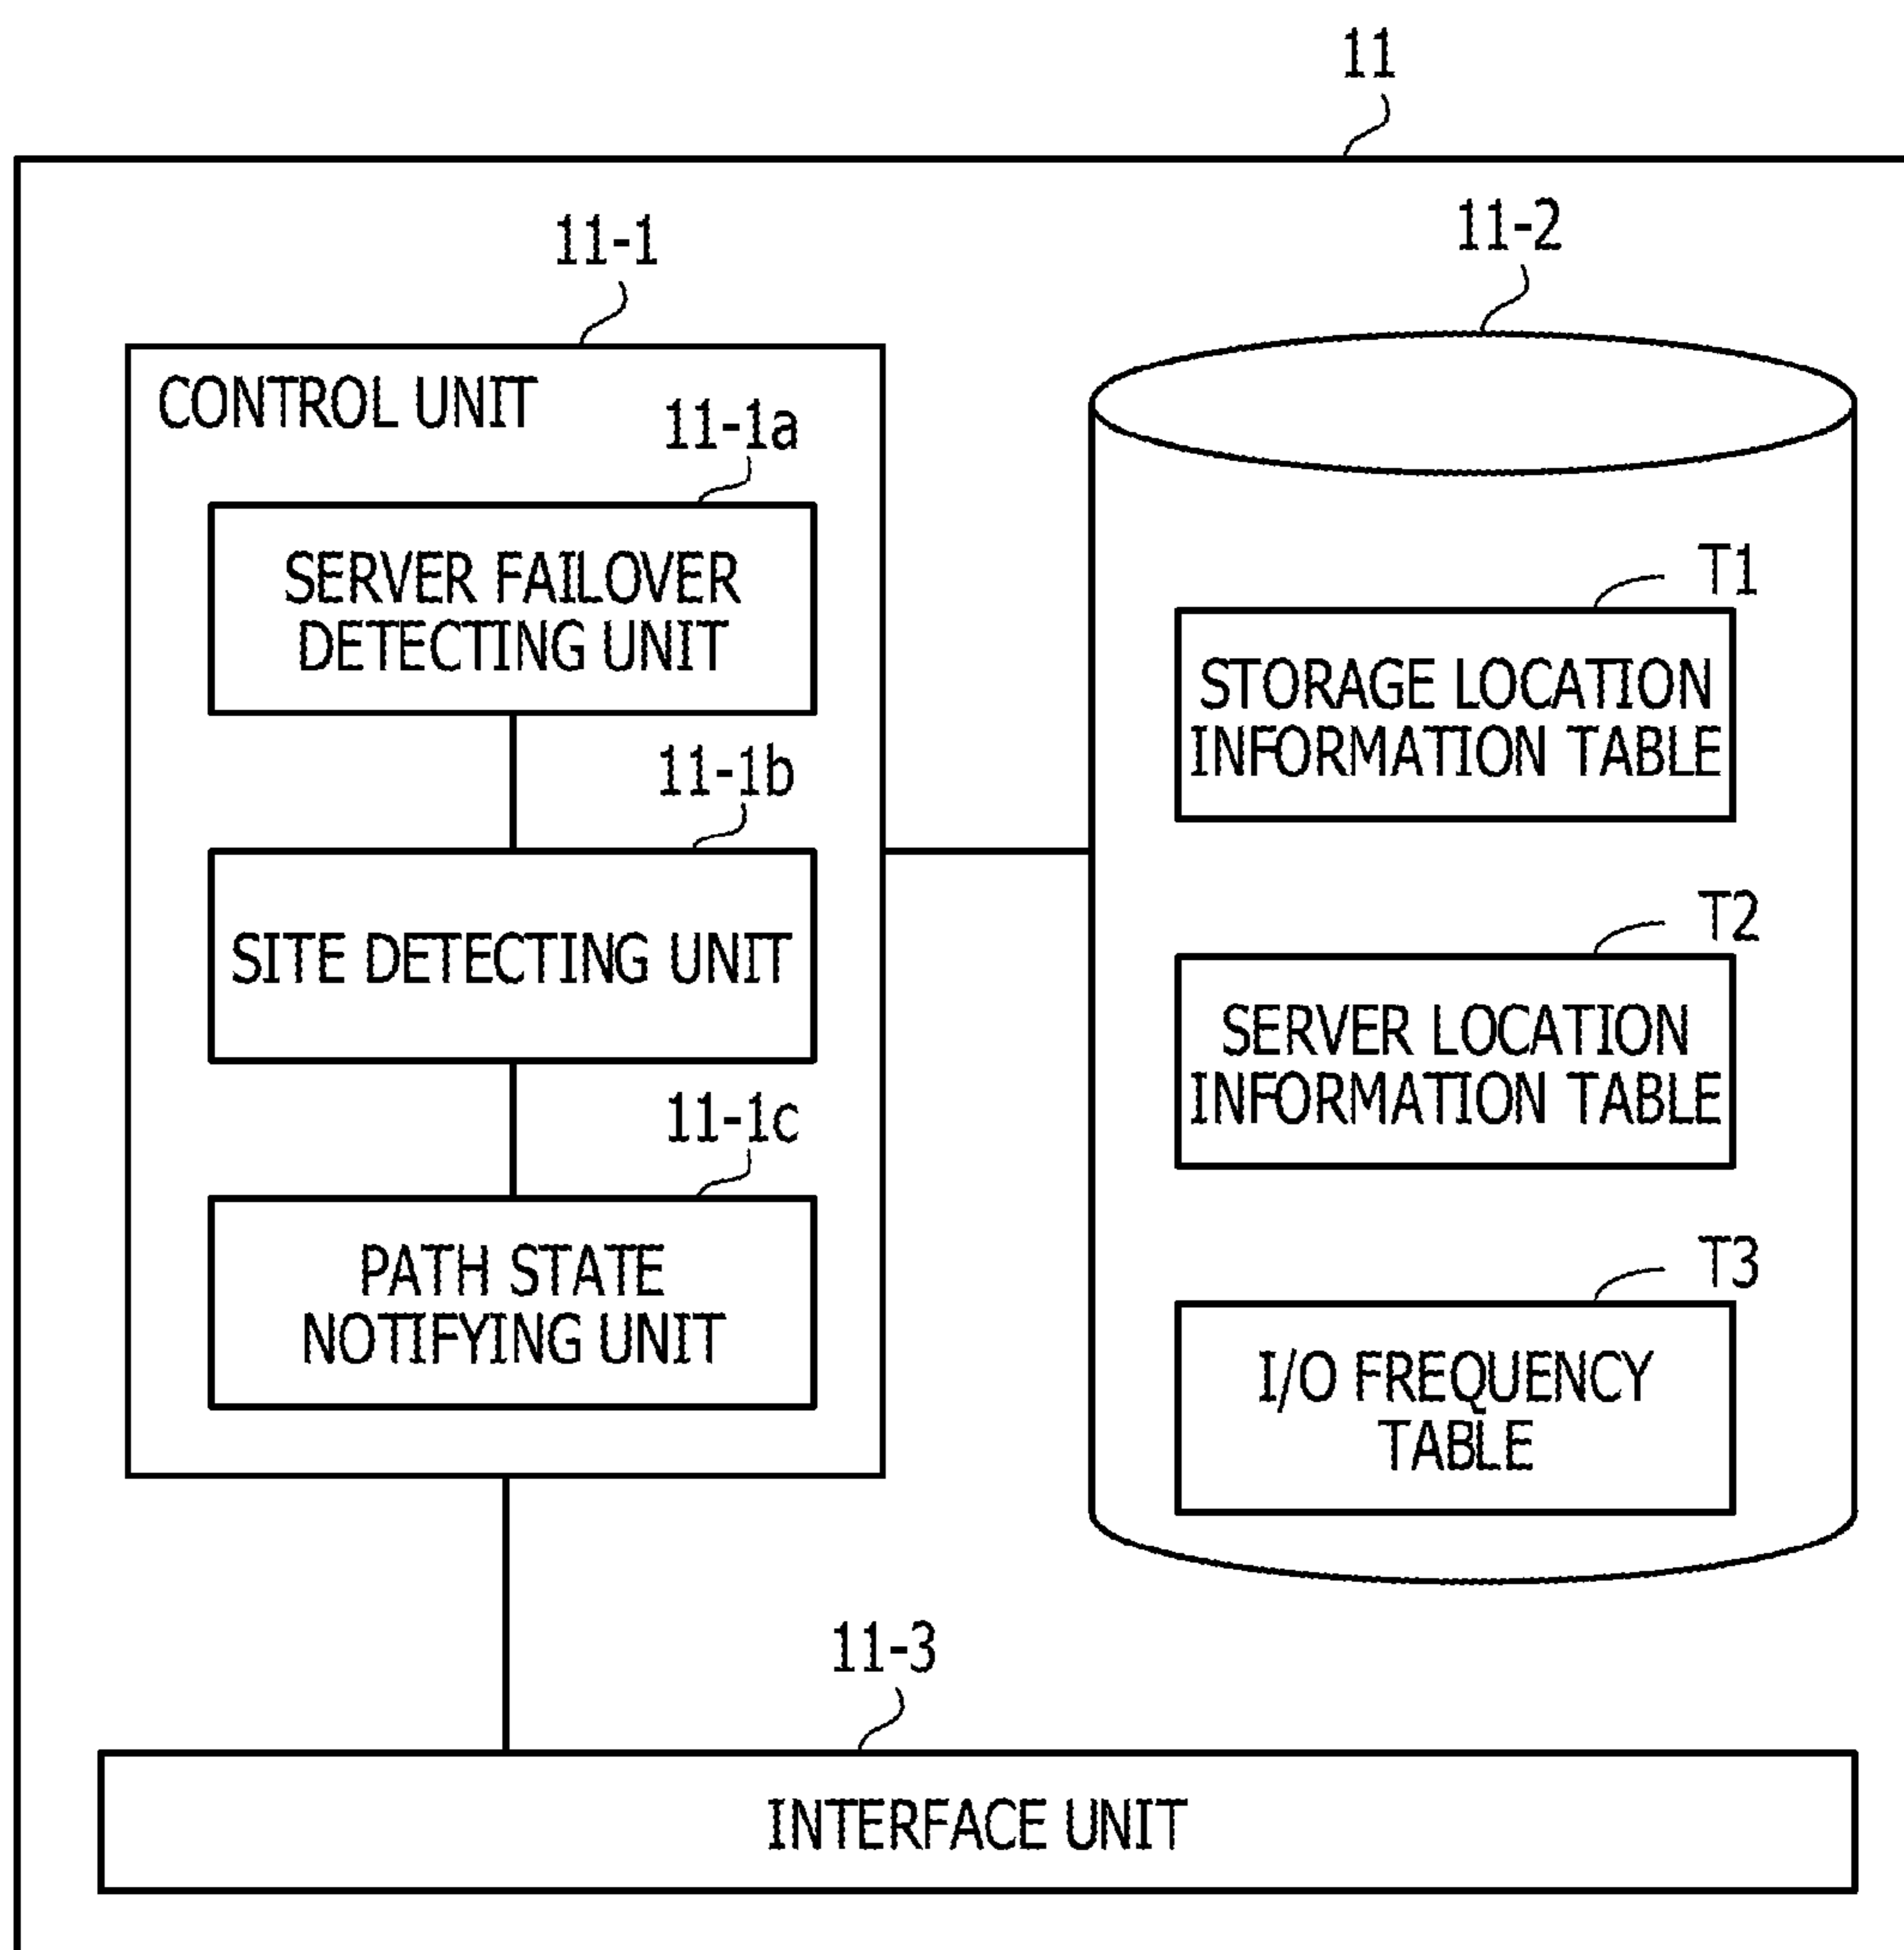 11
11-1
11-2
CONTROL UNIT
11-1a
SERVER FAILOVER
DETECTING UNIT
11-1b
SITE DETECTING UNIT
11-1c
PATH STATE
NOTIFYING UNIT
T1
STORAGE LOCATION
INFORMATION TABLE
T2
SERVER LOCATION
INFORMATION TABLE
T3
I/O FREQUENCY
TABLE
11-3
INTERFACE UNIT